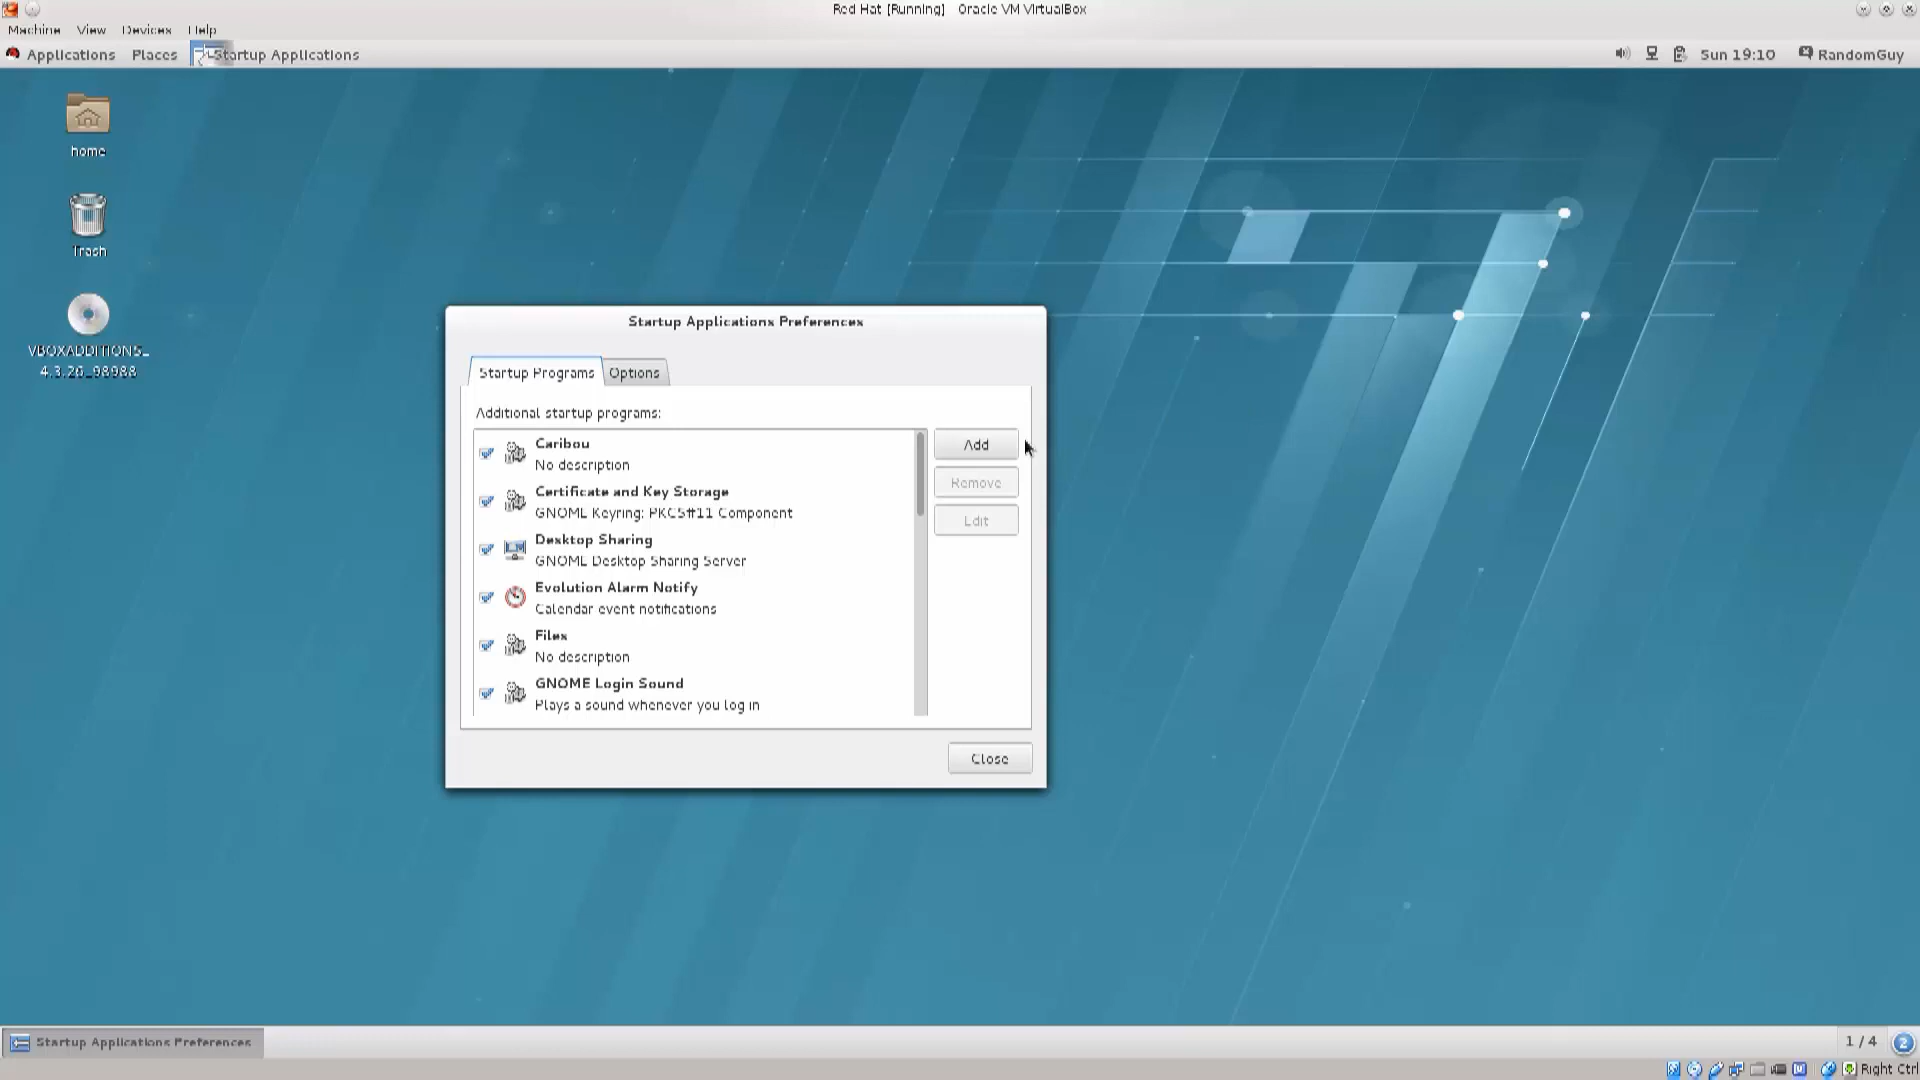 Red Hat [Running] Oracle VM VirtualBox
Machine View Devices Help
Applications Places Startup Applications Sun 19:10 RandomGuy
home
Trash
VBOXADDITIONS_
4.3.26_98988
Startup Applications Preferences
Startup Programs Options
Additional startup programs:
Caribou
No description
Add
Certificate and Key Storage
GNOME Keyring: PKCS#11 Component
Remove
Desktop Sharing
GNOME Desktop Sharing Server
Edit
Evolution Alarm Notify
Calendar event notifications
Files
No description
GNOME Login Sound
Plays a sound whenever you log in
Close
Startup Applications Preferences 1 / 4 2
Right Ctrl